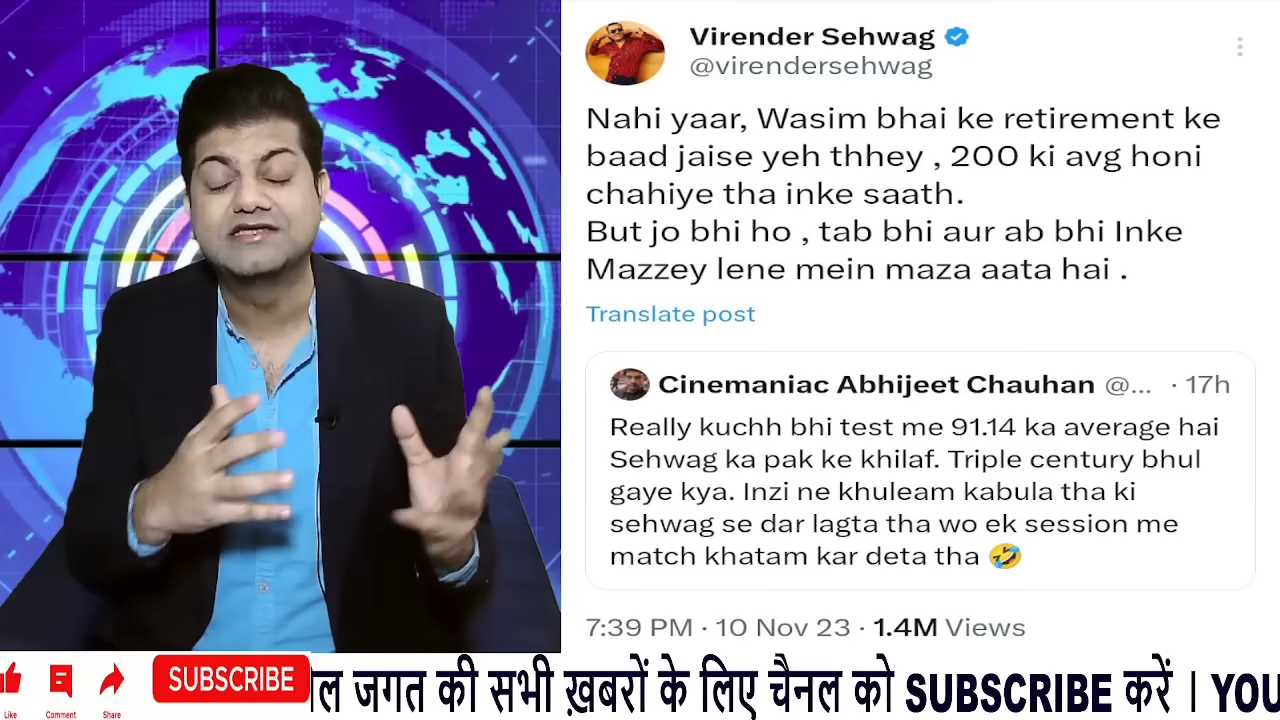 Virender Sehwag
@virendersehwag
Nahi yaar, Wasim bhai ke retirement ke
baad jaise yeh thhey , 200 ki avg honi
chahiye tha inke saath.
But jo bhi ho , tab bhi aur ab bhi Inke
Mazzey lene mein maza aata hai .
Translate post
Cinemaniac Abhijeet Chauhan @... · 17h
Really kuchh bhi test me 91.14 ka average hai
Sehwag ka pak ke khilaf. Triple century bhul
gaye kya. Inzi ne khuleam kabula tha ki
sehwag se dar lagta tha wo ek session me
match khatam kar deta tha 🤣
7:39 PM · 10 Nov 23 · 1.4M Views
Like Comment Share
SUBSCRIBE
जगत की सभी ख़बरों के लिए चैनल को SUBSCRIBE करें । YOU